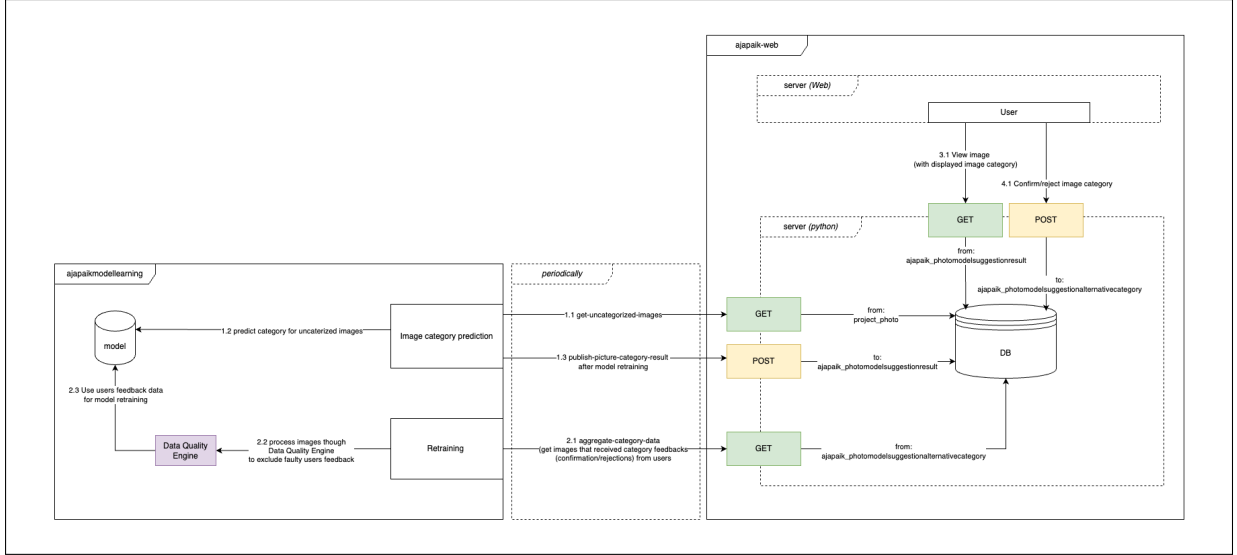 ajapaik-web
server (Web)
User
3.1 View image
(with displayed image category)
4.1 Confirm/reject image category
GET
POST
server (python)
from:
ajapaik_photomodelsuggestionresult
to:
ajapaik_photomodelsuggestionalternativecategory
ajapaikmodellearning
periodically
model
1.2 predict category for uncaterized images
Image category prediction
1.1 get-uncategorized-images
GET
from:
project_photo
DB
1.3 publish-picture-category-result
after model retraining
POST
to:
ajapaik_photomodelsuggestionresult
2.3 Use users feedback data
for model retraining
Data Quality
Engine
2.2 process images though
Data Quality Engine
to exclude faulty users feedback
Retraining
2.1 aggregate-category-data
(get images that received category feedbacks
(confirmation/rejections) from users
GET
from:
ajapaik_photomodelsuggestionalternativecategory